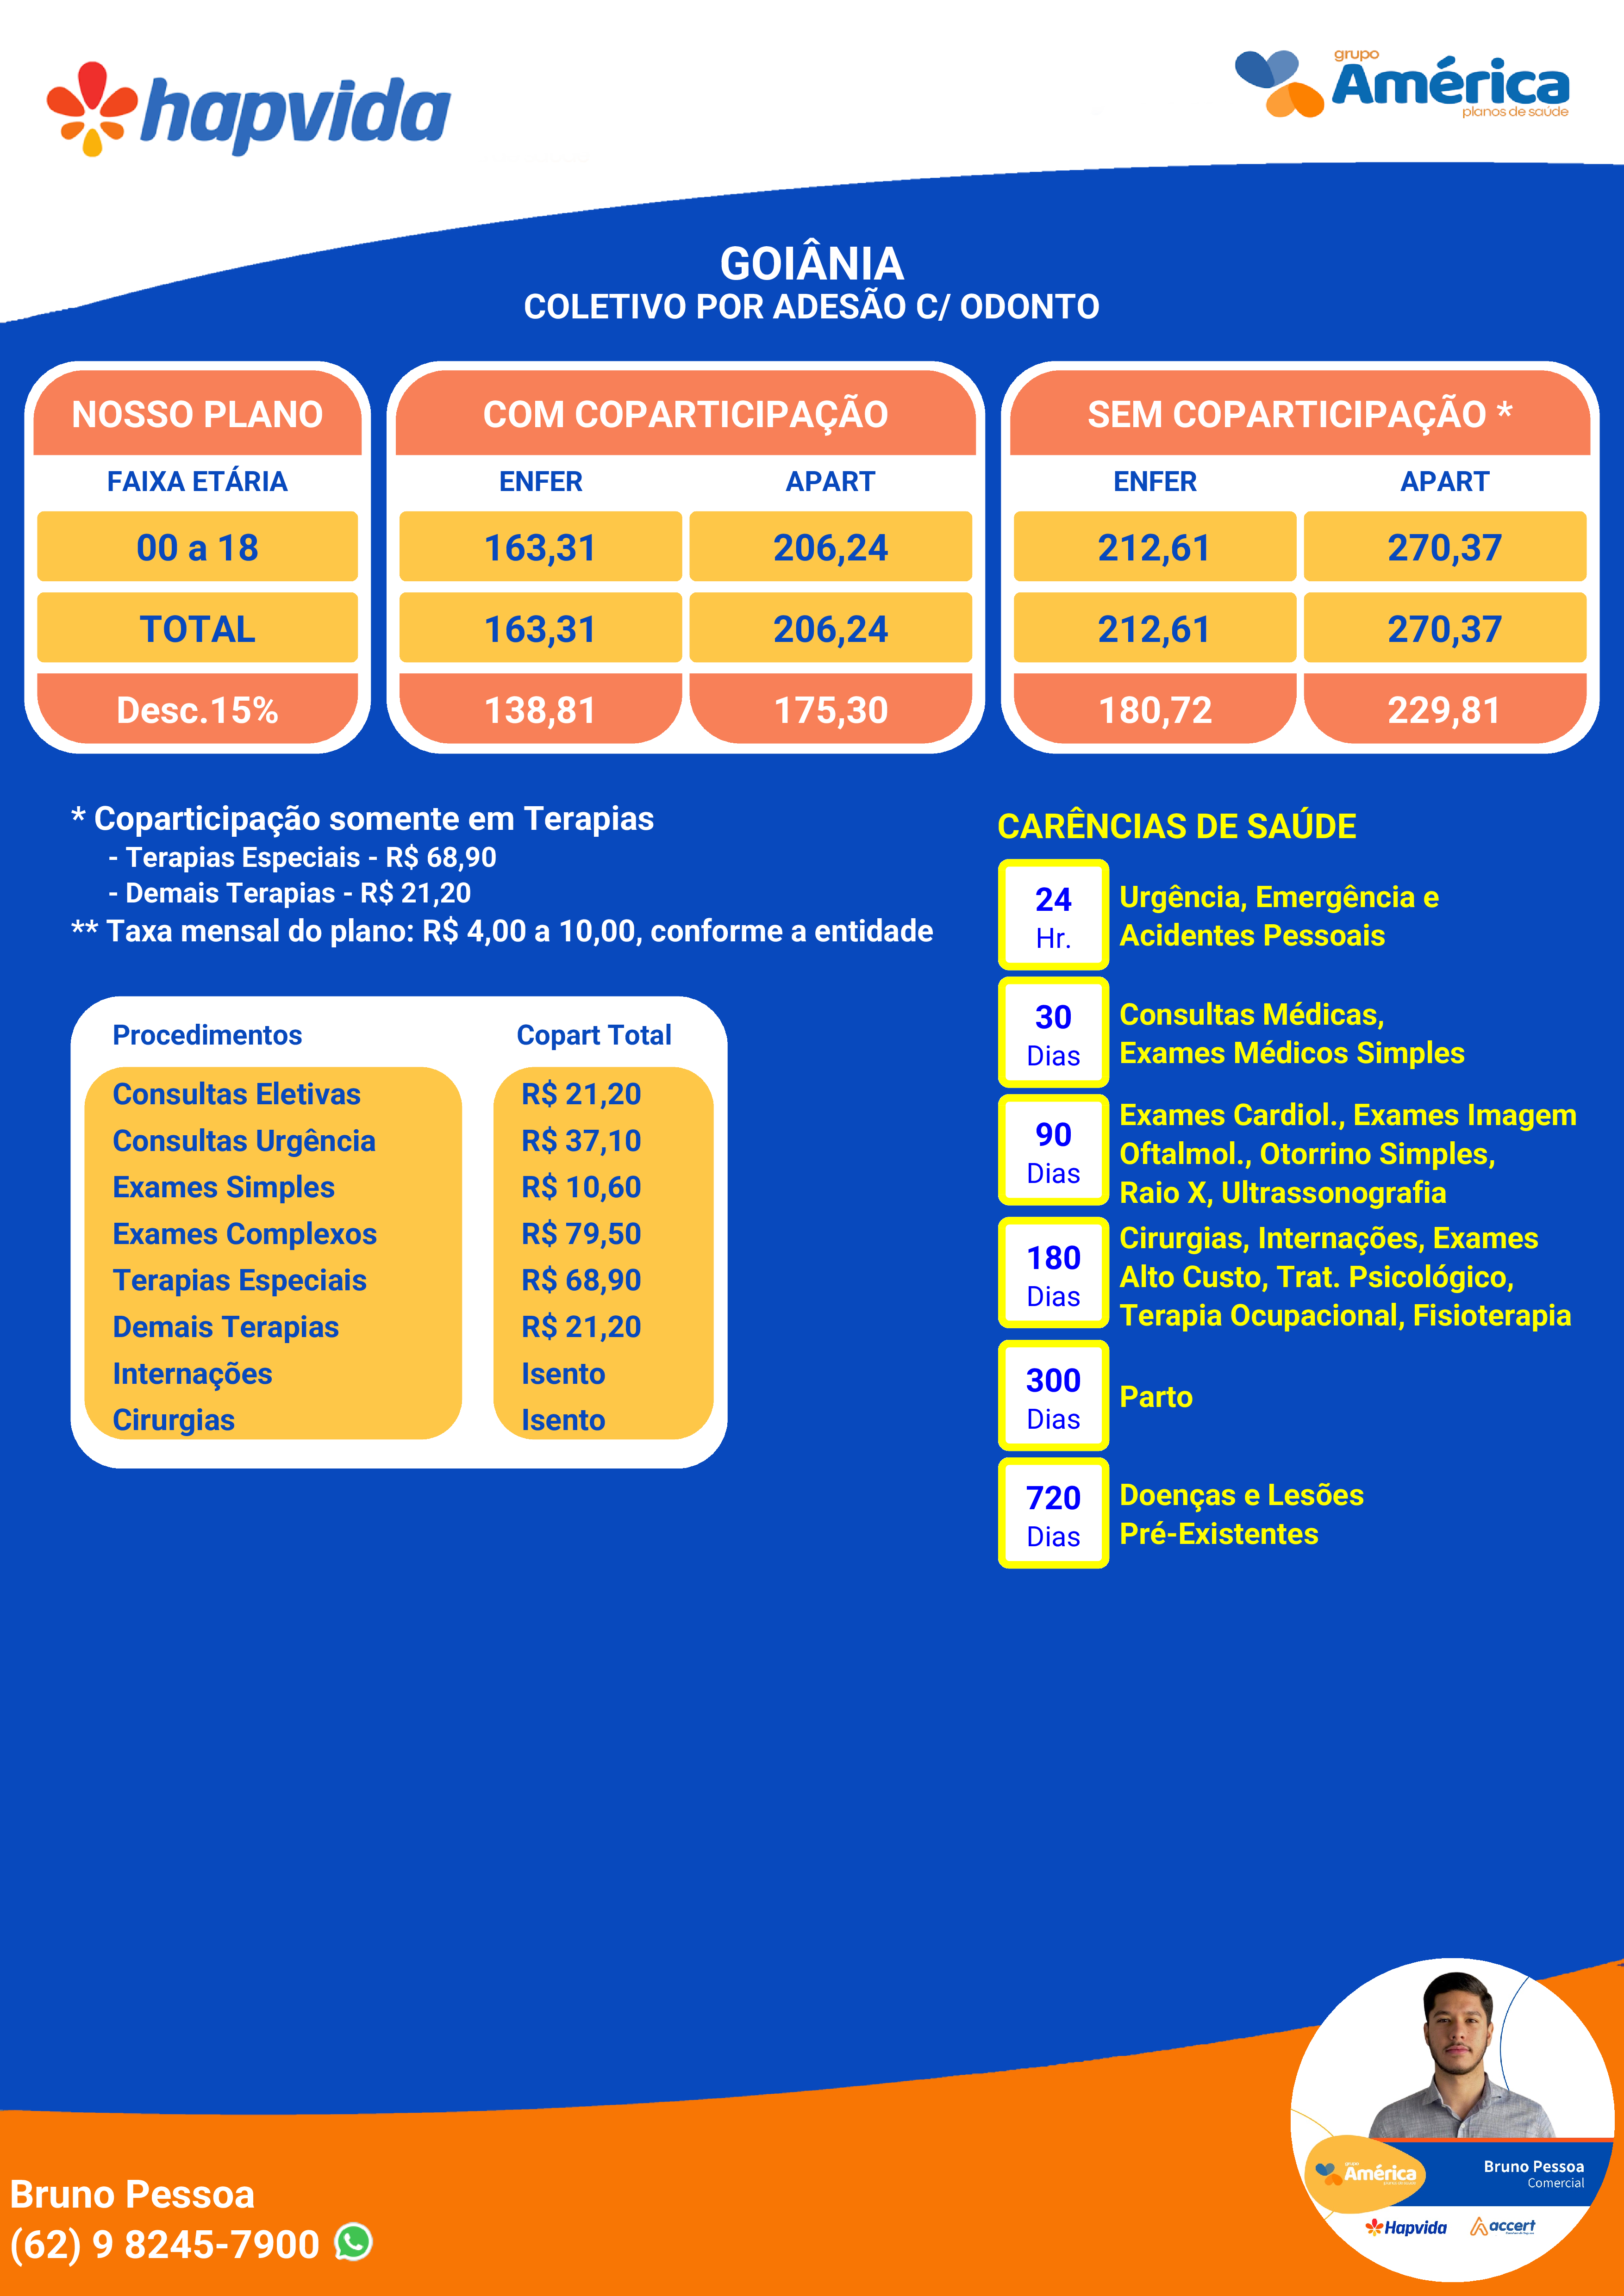 hapvida
grupo
América
planos de saúde
GOIÂNIA
COLETIVO POR ADESÃO C/ ODONTO
NOSSO PLANO COM COPARTICIPAÇÃO SEM COPARTICIPAÇÃO *
FAIXA ETÁRIA ENFER APART ENFER APART
00 a 18 163,31 206,24 212,61 270,37
TOTAL 163,31 206,24 212,61 270,37
Desc.15% 138,81 175,30 180,72 229,81
* Coparticipação somente em Terapias
- Terapias Especiais - R$ 68,90
- Demais Terapias - R$ 21,20
** Taxa mensal do plano: R$ 4,00 a 10,00, conforme a entidade
Procedimentos Copart Total
Consultas Eletivas R$ 21,20
Consultas Urgência R$ 37,10
Exames Simples R$ 10,60
Exames Complexos R$ 79,50
Terapias Especiais R$ 68,90
Demais Terapias R$ 21,20
Internações Isento
Cirurgias Isento
CARÊNCIAS DE SAÚDE
24
Hr.
Urgência, Emergência e
Acidentes Pessoais
30
Dias
Consultas Médicas,
Exames Médicos Simples
90
Dias
Exames Cardiol., Exames Imagem
Oftalmol., Otorrino Simples,
Raio X, Ultrassonografia
180
Dias
Cirurgias, Internações, Exames
Alto Custo, Trat. Psicológico,
Terapia Ocupacional, Fisioterapia
300
Dias
Parto
720
Dias
Doenças e Lesões
Pré-Existentes
Bruno Pessoa
(62) 9 8245-7900
América
Bruno Pessoa
Comercial
Hapvida
accert